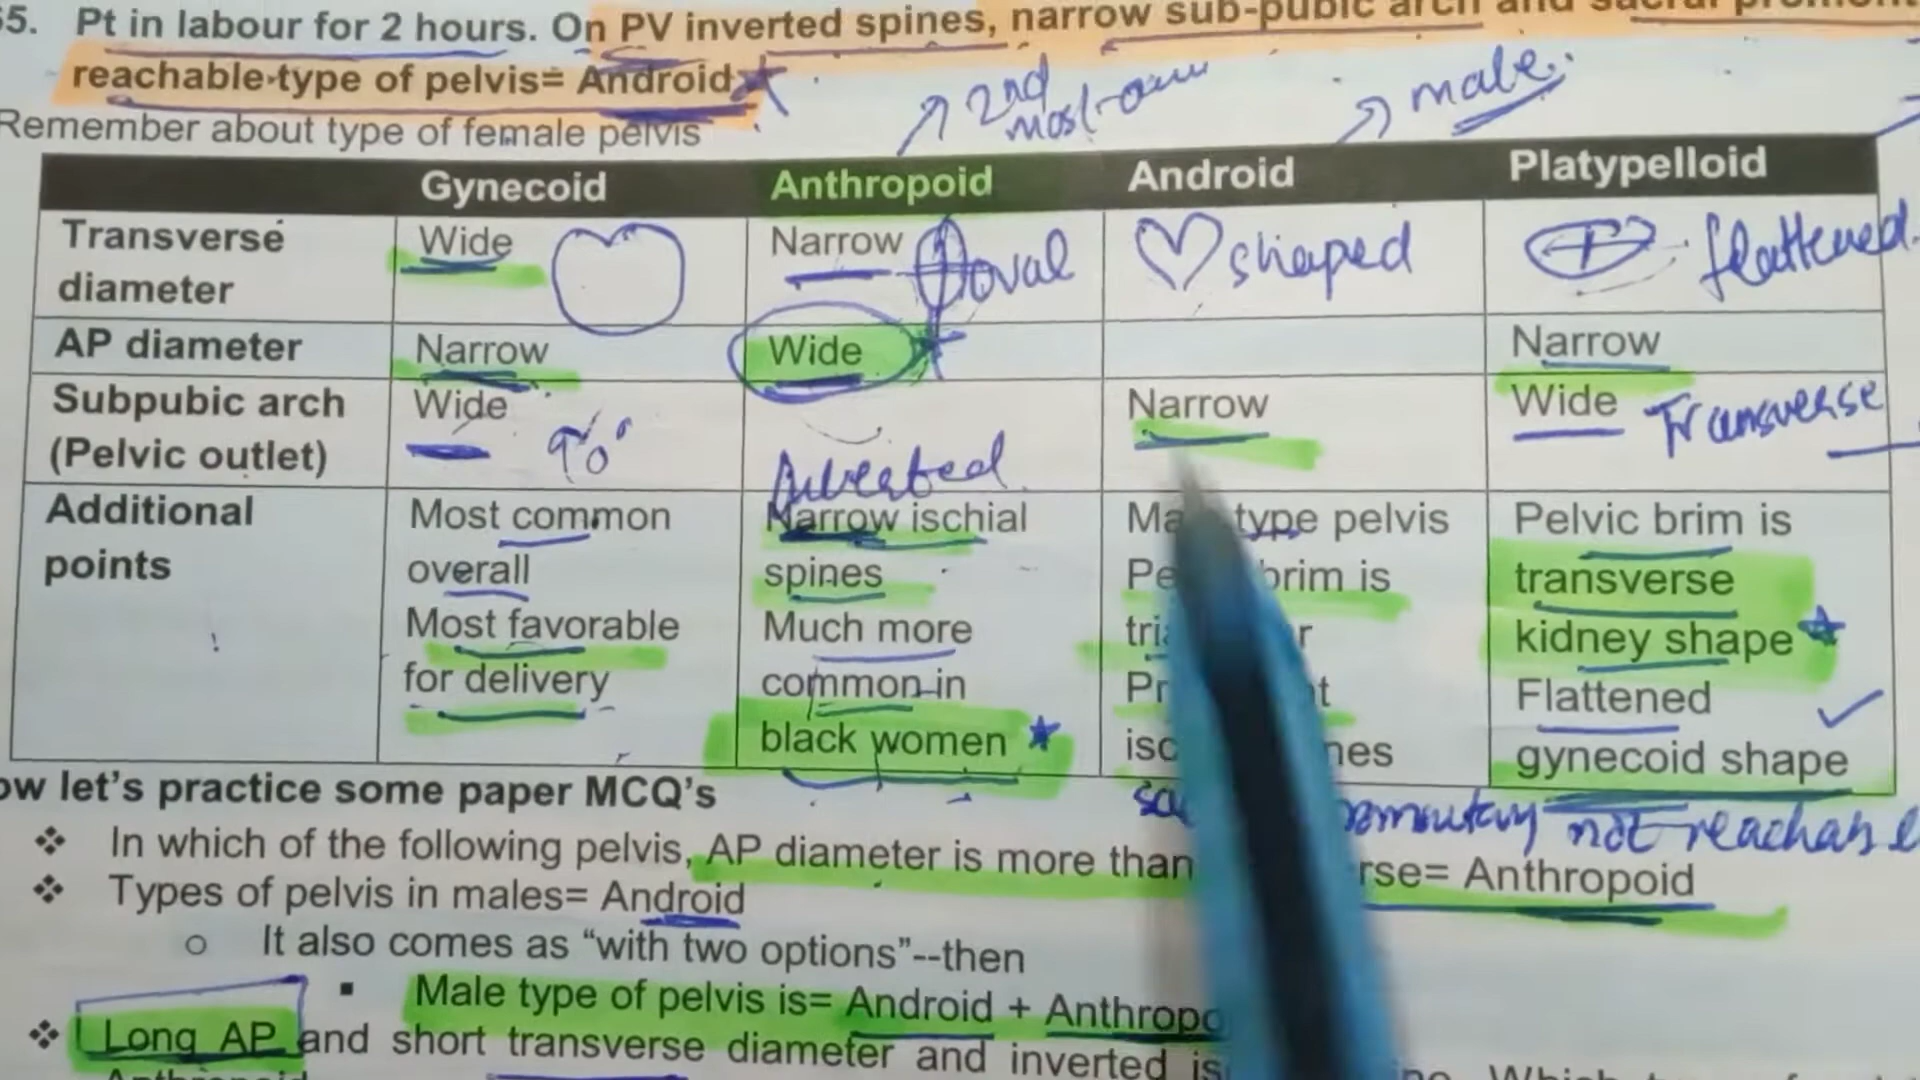 5. Pt in labour for 2 hours. On PV inverted spines, narrow sub-pubic arch and sacral
reachable-type of pelvis= Android
2nd
most
male
Remember about type of female pelvis
Gynecoid Anthropoid Android Platypelloid
Transverse diameter
Wide
Narrow
oval
shaped
flattened
AP diameter
Narrow
Wide
Narrow
Subpubic arch (Pelvic outlet)
Wide
90°
Narrow
Wide
Transverse
Additional points
Most common
overall
Most favorable
for delivery
Narrow ischial
spines
Much more
common in
black women
type pelvis
brim is
Pelvic brim is
transverse
kidney shape
Flattened
gynecoid shape
not reachable
ow let's practice some paper MCQ's
❖ In which of the following pelvis, AP diameter is more than rse= Anthropoid
❖ Types of pelvis in males= Android
o It also comes as “with two options”--then
▪ Male type of pelvis is= Android + Anthropo
❖ Long AP and short transverse diameter and inverted is